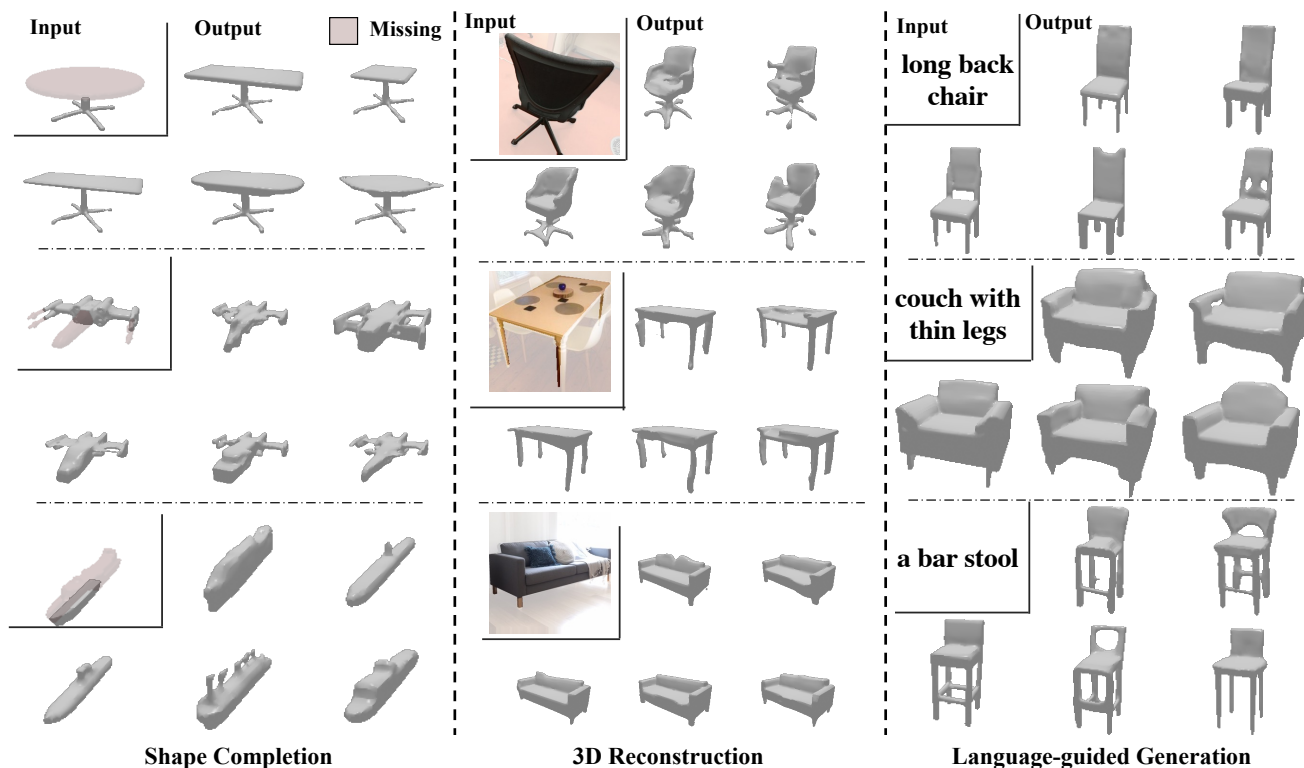 Input
Output
Missing
Input
Output
Input
Output
long back
chair
couch with
thin legs
a bar stool
Shape Completion
3D Reconstruction
Language-guided Generation